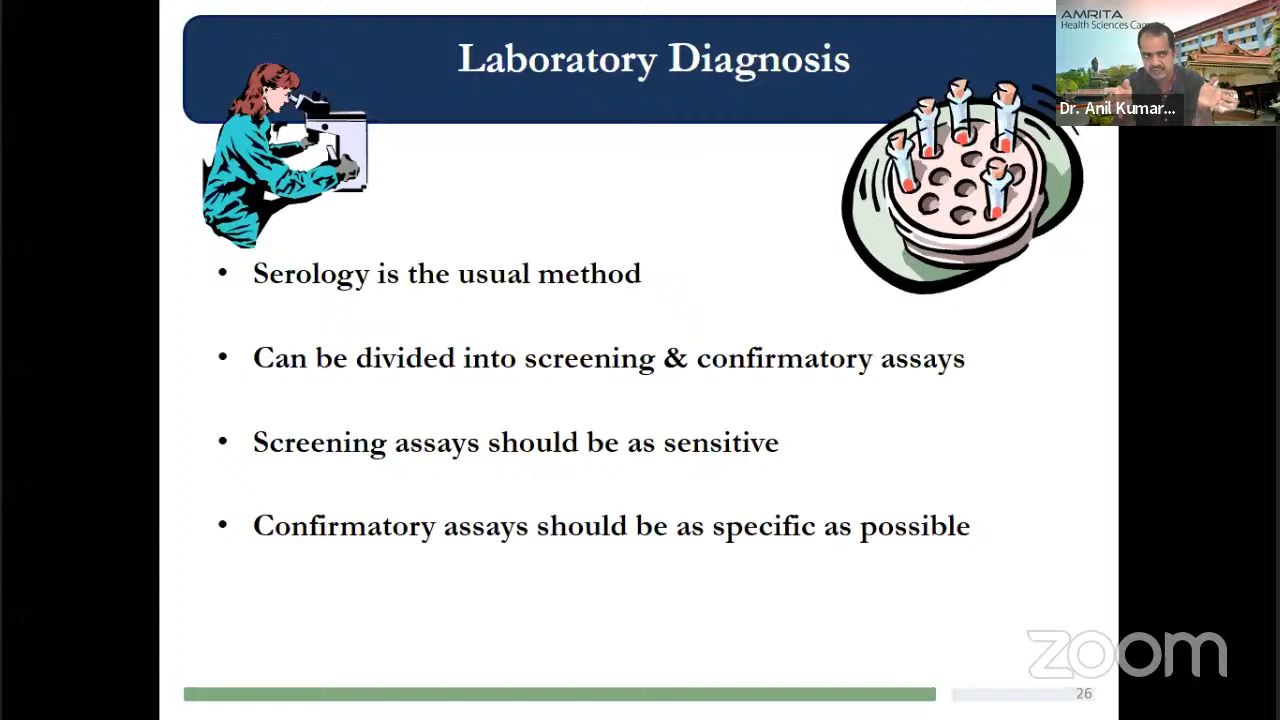 Laboratory Diagnosis
AMRITA
Health Sciences Campus
Dr. Anil Kumar...
• Serology is the usual method
• Can be divided into screening & confirmatory assays
• Screening assays should be as sensitive
• Confirmatory assays should be as specific as possible
zoom
26